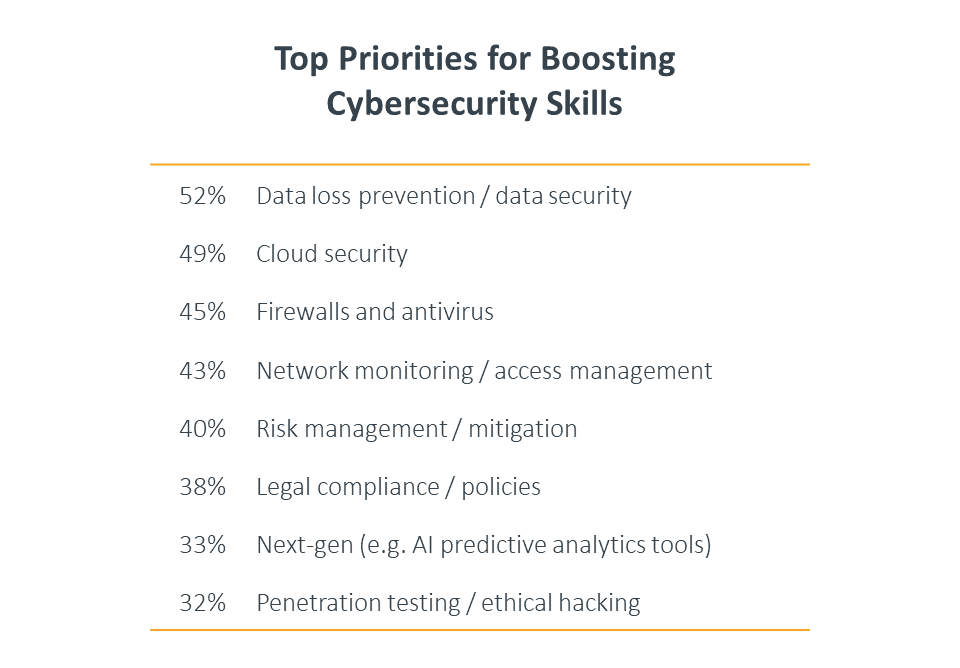 Top Priorities for Boosting
Cybersecurity Skills
52% Data loss prevention / data security
49% Cloud security
45% Firewalls and antivirus
43% Network monitoring / access management
40% Risk management / mitigation
38% Legal compliance / policies
33% Next-gen (e.g. AI predictive analytics tools)
32% Penetration testing / ethical hacking